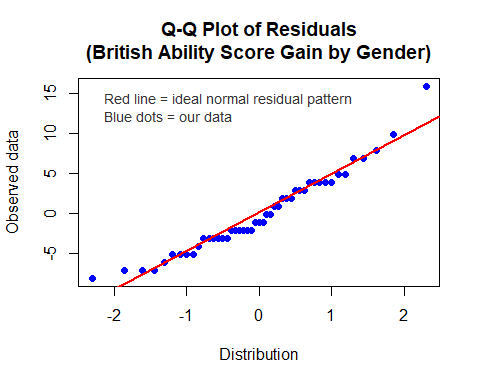 Q-Q Plot of Residuals
(British Ability Score Gain by Gender)
Red line = ideal normal residual pattern
Blue dots = our data
Observed data
15
10
5
0
-5
-2
-1
0
1
2
Distribution